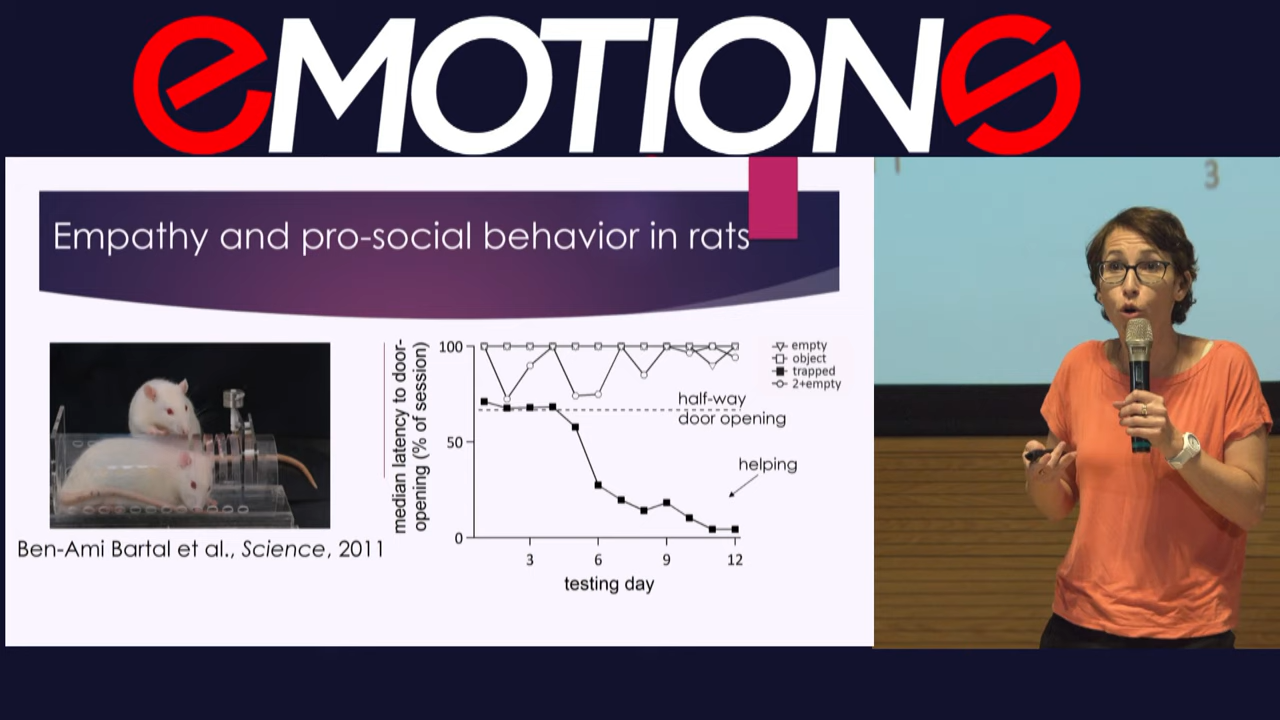 eMOTIONS
Empathy and pro-social behavior in rats
Ben-Ami Bartal et al., Science, 2011
median latency to door-
opening (% of session)
100
50
0
3
6
9
12
testing day
empty
object
trapped
2+empty
half-way
door opening
helping
3